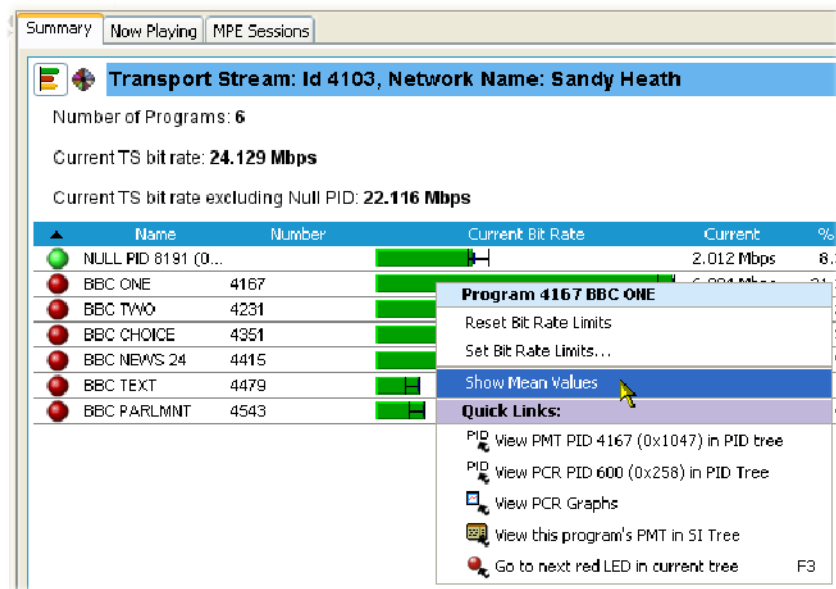 Summary
Now Playing
MPE Sessions
Transport Stream: Id 4103, Network Name: Sandy Heath
Number of Programs: 6
Current TS bit rate: 24.129 Mbps
Current TS bit rate excluding Null PID: 22.116 Mbps
Name Number Current Bit Rate Current %
NULL PID 8191 (0... 2.012 Mbps 8.
BBC ONE 4167
BBC TWO 4231
BBC CHOICE 4351
BBC NEWS 24 4415
BBC TEXT 4479
BBC PARLMNT 4543
Program 4167 BBC ONE
Reset Bit Rate Limits
Set Bit Rate Limits...
Show Mean Values
Quick Links:
PID View PMT PID 4167 (0x1047) in PID tree
PID View PCR PID 600 (0x258) in PID Tree
View PCR Graphs
View this program's PMT in SI Tree
Go to next red LED in current tree F3